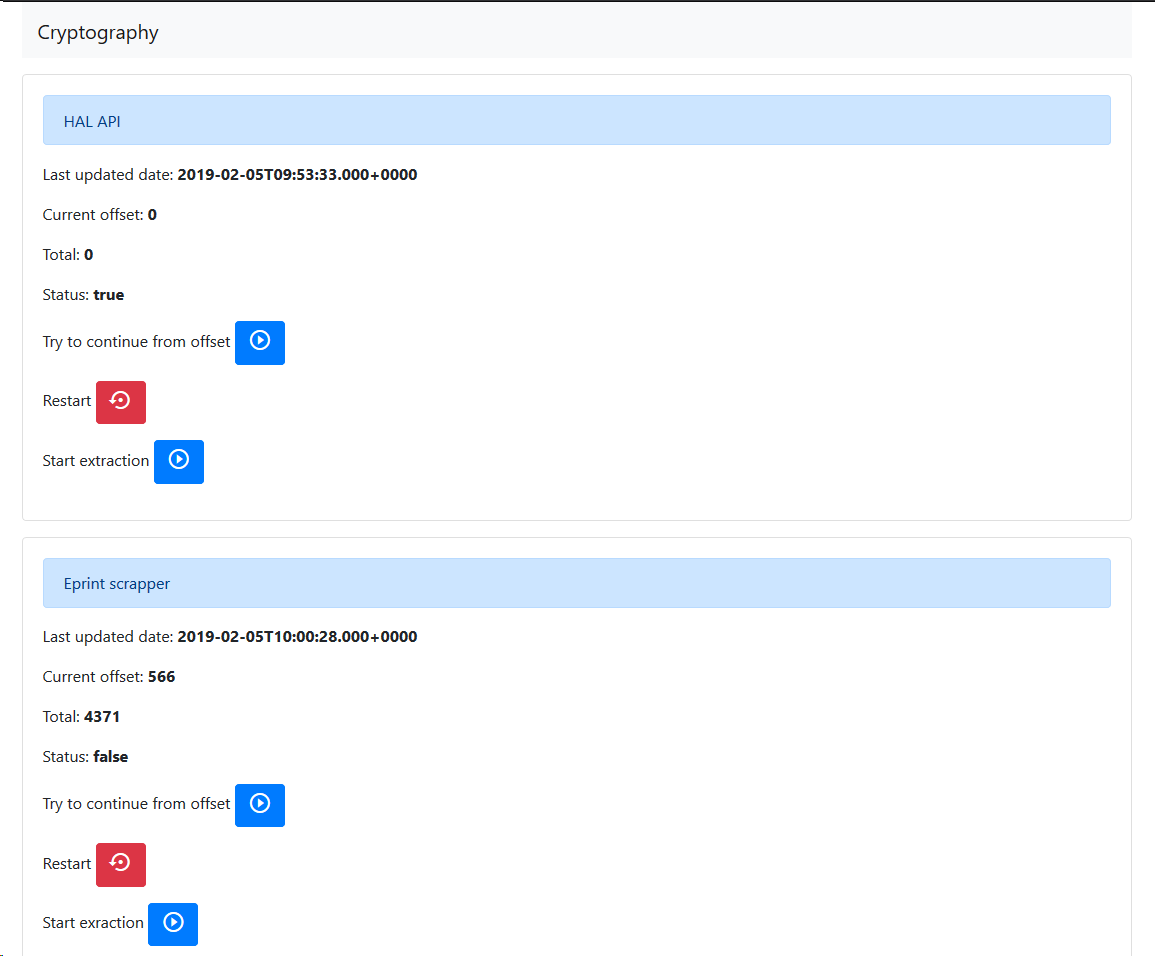 Cryptography
HAL API
Last updated date: 2019-02-05T09:53:33.000+0000
Current offset: 0
Total: 0
Status: true
Try to continue from offset
Restart
Start extraction
Eprint scrapper
Last updated date: 2019-02-05T10:00:28.000+0000
Current offset: 566
Total: 4371
Status: false
Try to continue from offset
Restart
Start exraction